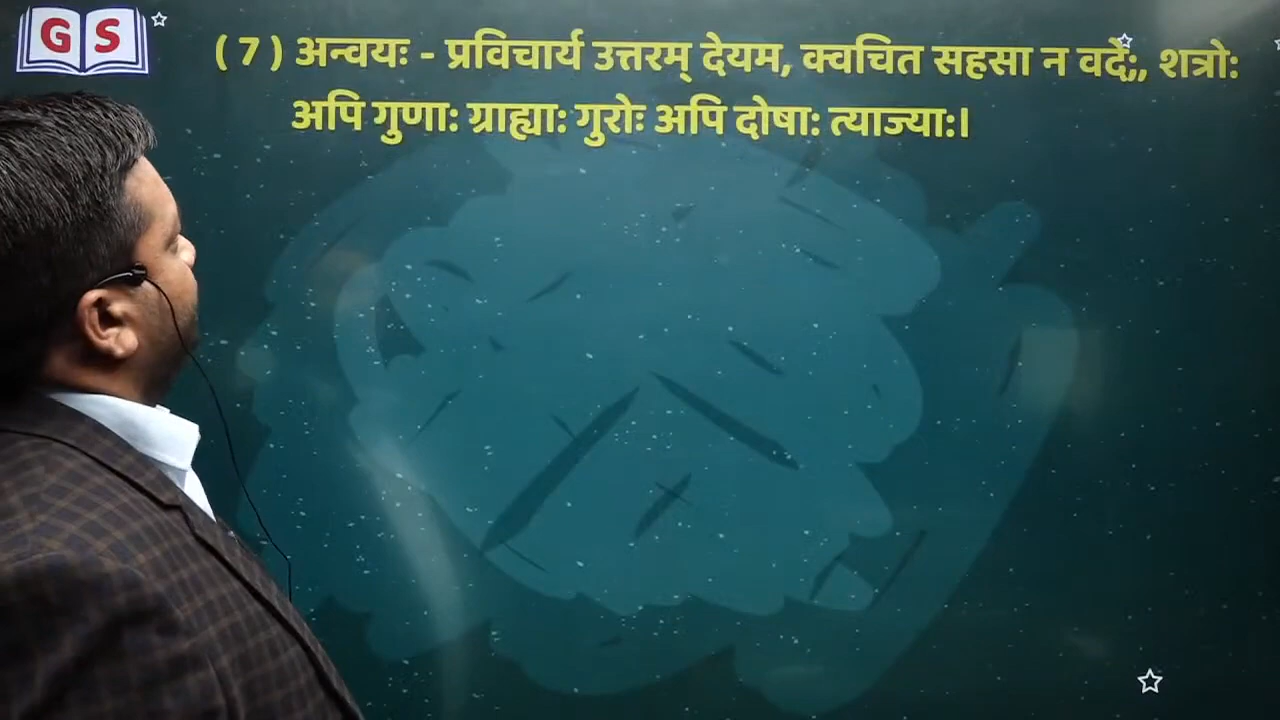 GS
( 7 ) अन्वयः - प्रविचार्य उत्तरम् देयम, क्वचित सहसा न वदे:,, शत्रो:
अपि गुणा: ग्राह्या: गुरोः अपि दोषा: त्याज्या:।